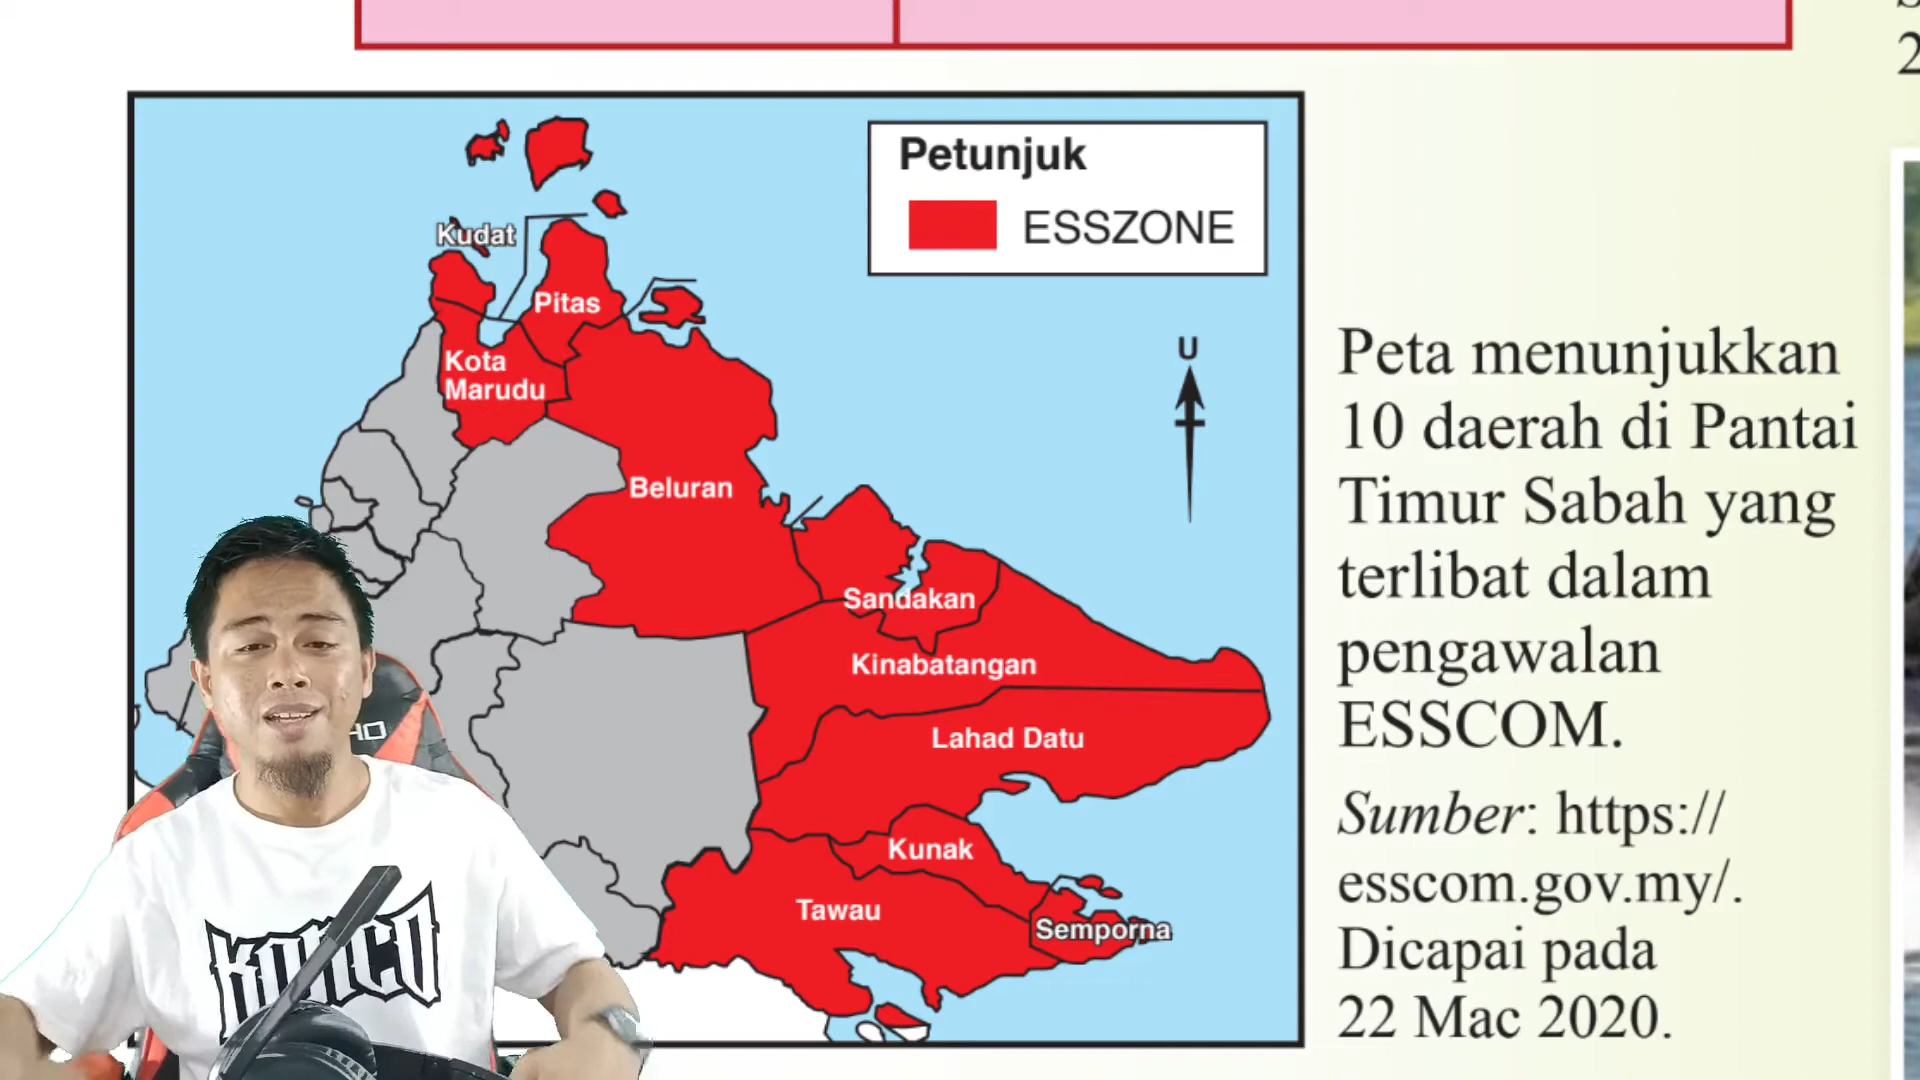 Petunjuk
ESSZONE
Kudat
Pitas
Kota
Marudu
U
Beluran
Sandakan
Kinabatangan
Lahad Datu
Kunak
Tawau
Semporna
Peta menunjukkan
10 daerah di Pantai
Timur Sabah yang
terlibat dalam
pengawalan
ESSCOM.
Sumber: https://
esscom.gov.my/.
Dicapai pada
22 Mac 2020.
2